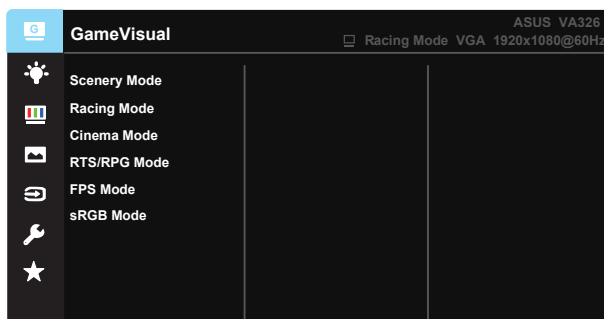 G
GameVisual
ASUS VA326
Racing Mode VGA 1920x1080@60Hz
Scenery Mode
Racing Mode
Cinema Mode
RTS/RPG Mode
FPS Mode
sRGB Mode